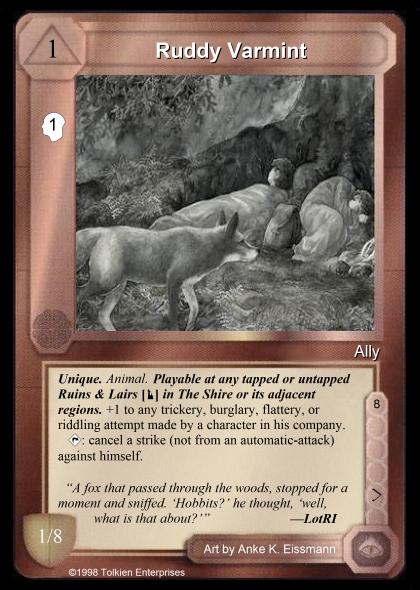 1
Ruddy Varmint
1
Ally
Unique. Animal. Playable at any tapped or untapped
Ruins & Lairs [] in The Shire or its adjacent
regions. +1 to any trickery, burglary, flattery, or
riddling attempt made by a character in his company.
: cancel a strike (not from an automatic-attack)
against himself.
8
“A fox that passed through the woods, stopped for a
moment and sniffed. ‘Hobbits?’ he thought, ‘well,
what is that about?’”
—LotRI
1/8
Art by Anke K. Eissmann
©1998 Tolkien Enterprises